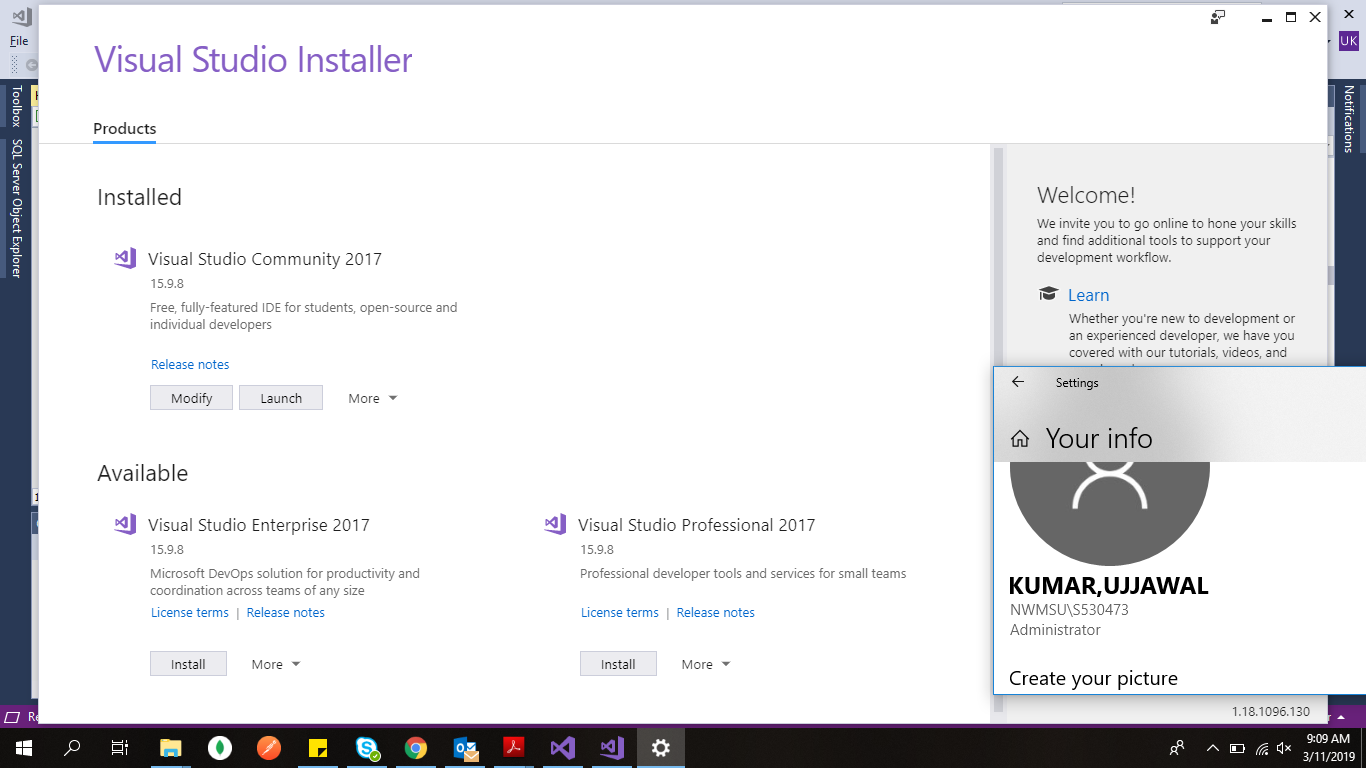 File
UK
Toolbox
SQL Server Object Explorer
Notifications
Visual Studio Installer
Products
Installed
Visual Studio Community 2017
15.9.8
Free, fully-featured IDE for students, open-source and
individual developers
Release notes
Modify
Launch
More
Available
Visual Studio Enterprise 2017
15.9.8
Microsoft DevOps solution for productivity and
coordination across teams of any size
License terms | Release notes
Install
More
Visual Studio Professional 2017
15.9.8
Professional developer tools and services for small teams
License terms | Release notes
Install
More
Welcome!
We invite you to go online to hone your skills
and find additional tools to support your
development workflow.
Learn
Whether you're new to development or
an experienced developer, we have you
covered with our tutorials, videos, and
Settings
Your info
KUMAR,UJJAWAL
NWMSU\S530473
Administrator
Create your picture
1.18.1096.130
9:09 AM
3/11/2019